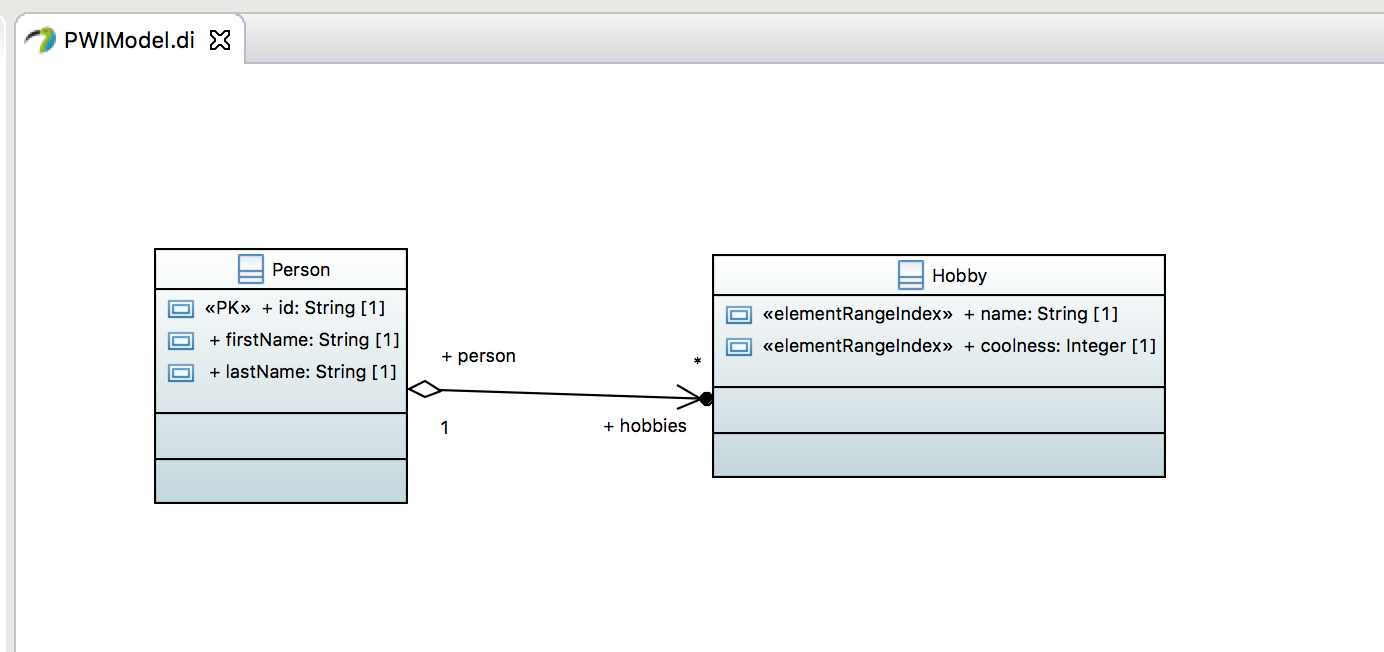 PWIModel.di
Person
«PK» + id: String [1]
+ firstName: String [1]
+ lastName: String [1]
+ person
1
*
+ hobbies
Hobby
«elementRangeIndex» + name: String [1]
«elementRangeIndex» + coolness: Integer [1]